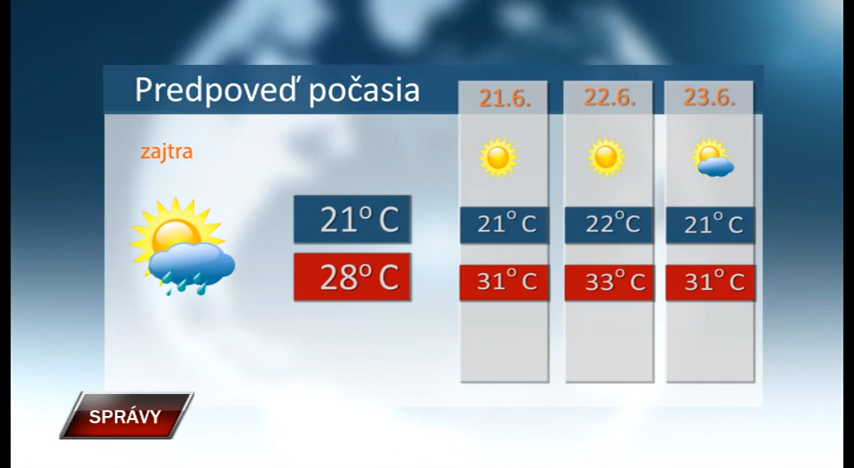 Predpoveď počasia
zajtra
21° C
28° C
21.6. 22.6. 23.6.
21° C 22°C 21° C
31° C 33° C 31° C
SPRÁVY